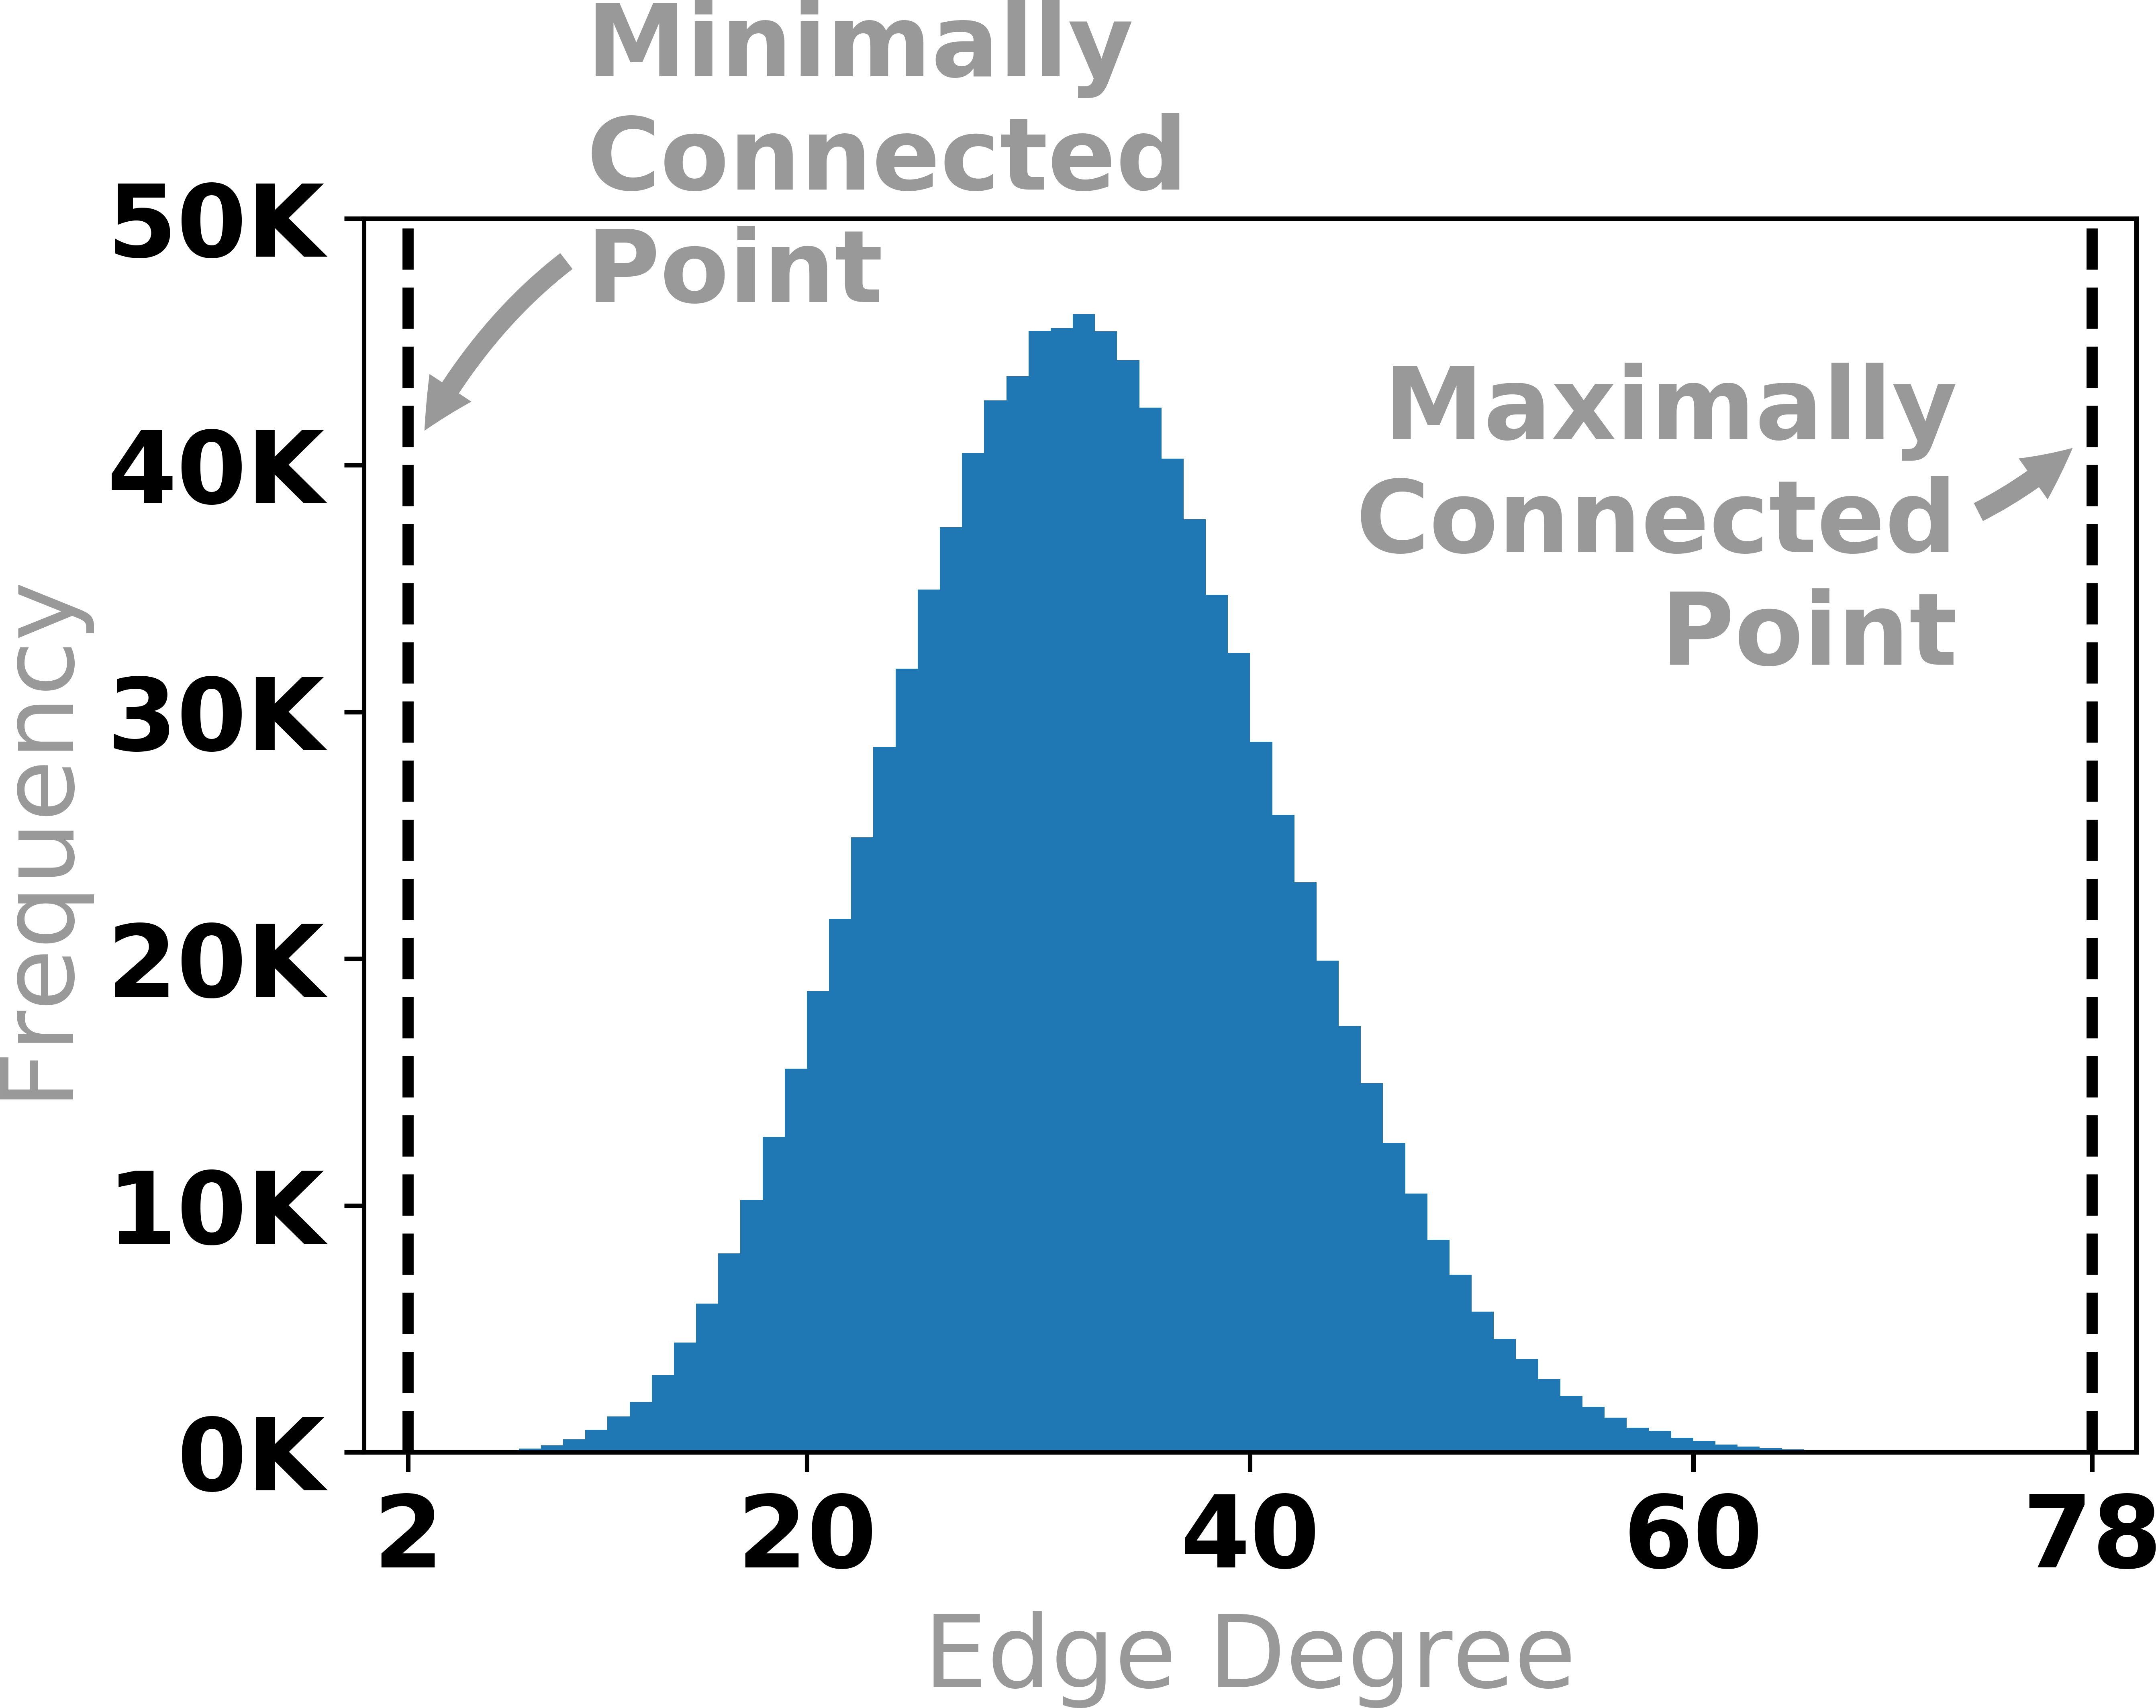 Minimally
Connected
Point
50K
40K
30K
20K
10K
0K
Frequency
Maximally
Connected
Point
2
20
40
60
78
Edge Degree